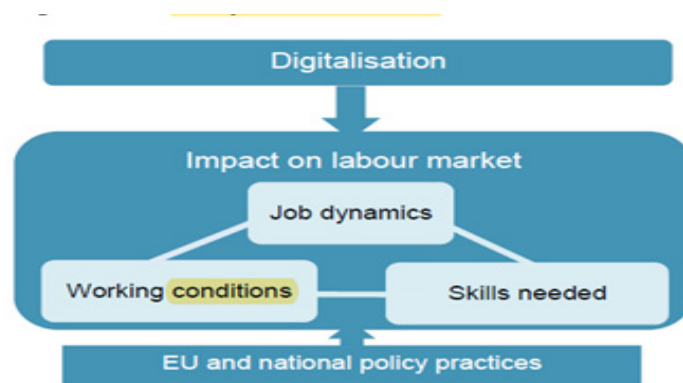 Digitalisation
Impact on labour market
Job dynamics
Working conditions
Skills needed
EU and national policy practices